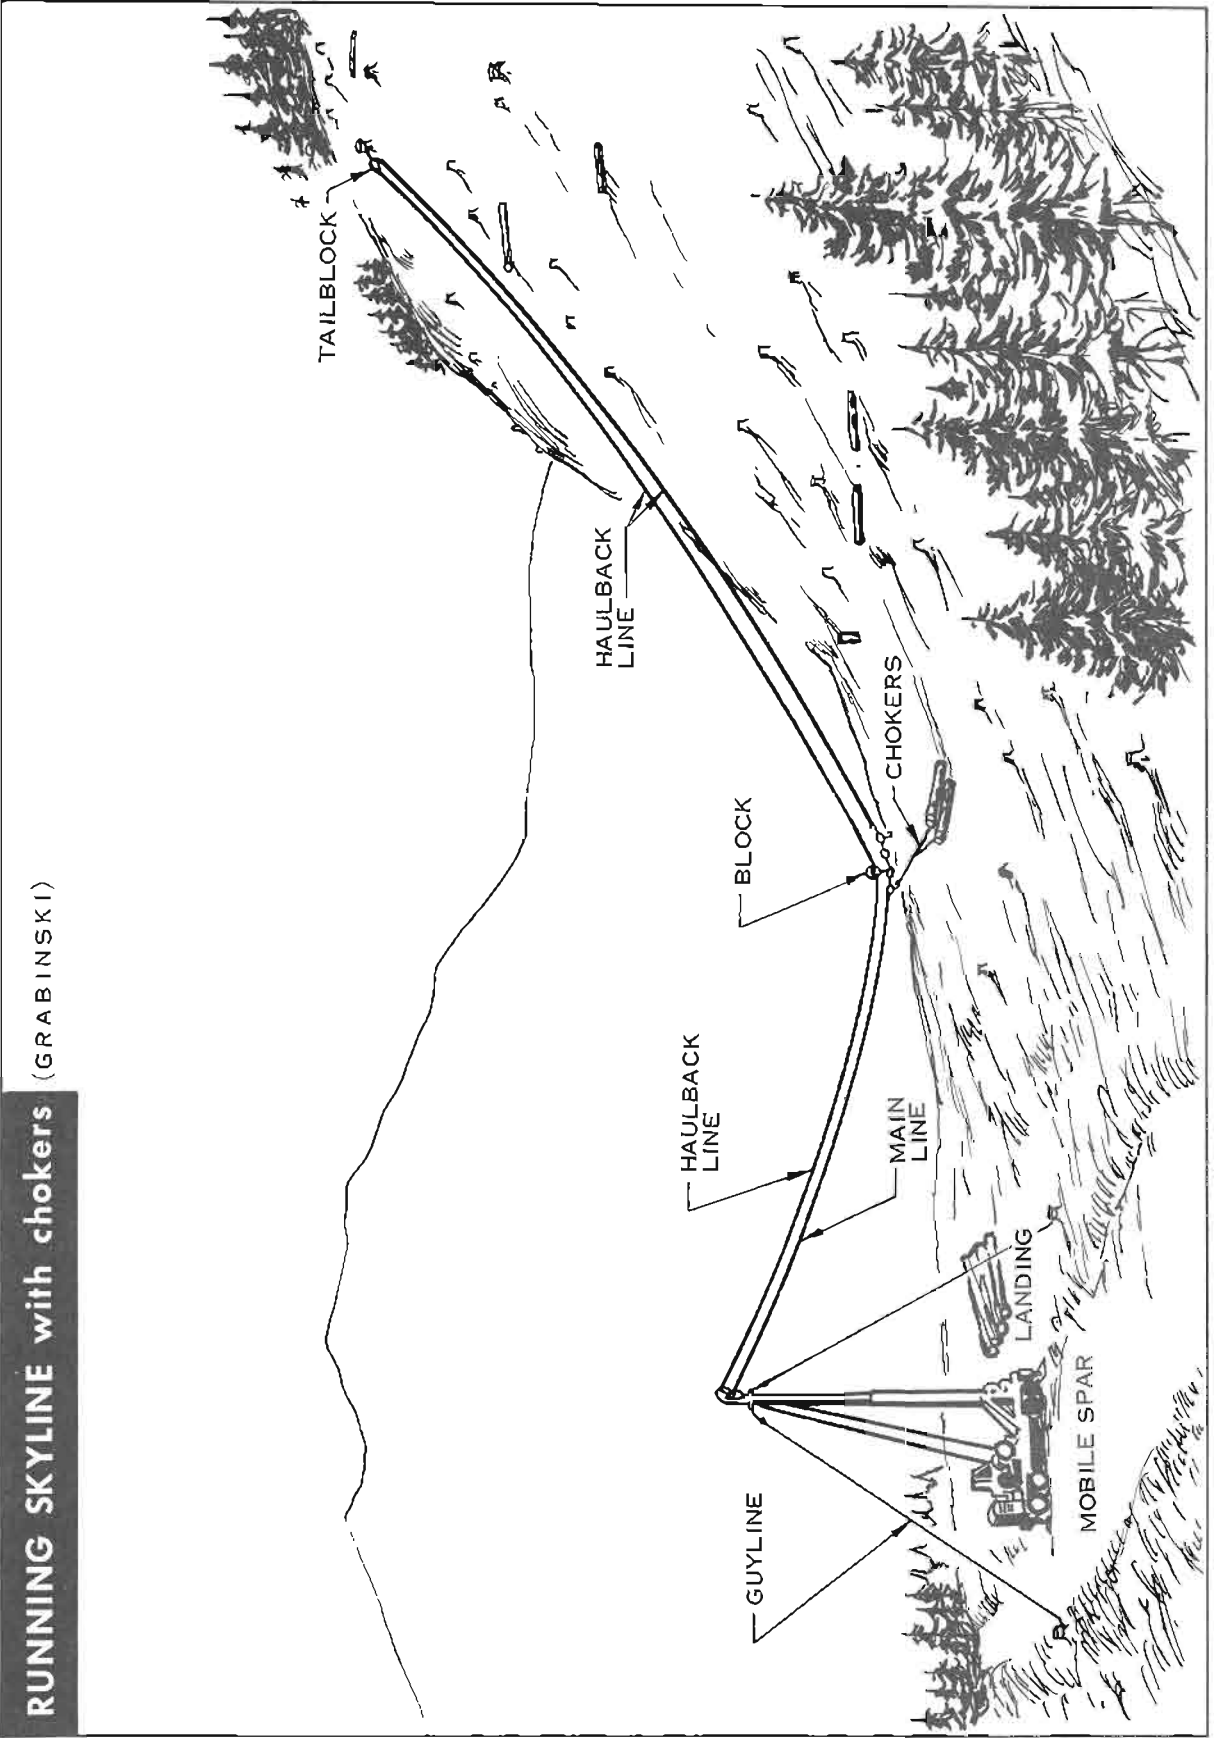 RUNNING SKYLINE with chokers (GRABINSKI)
TAILBLOCK
HAULBACK
LINE
BLOCK
CHOKERS
HAULBACK
LINE
MAIN
LINE
GUYLINE
LANDING
MOBILE SPAR